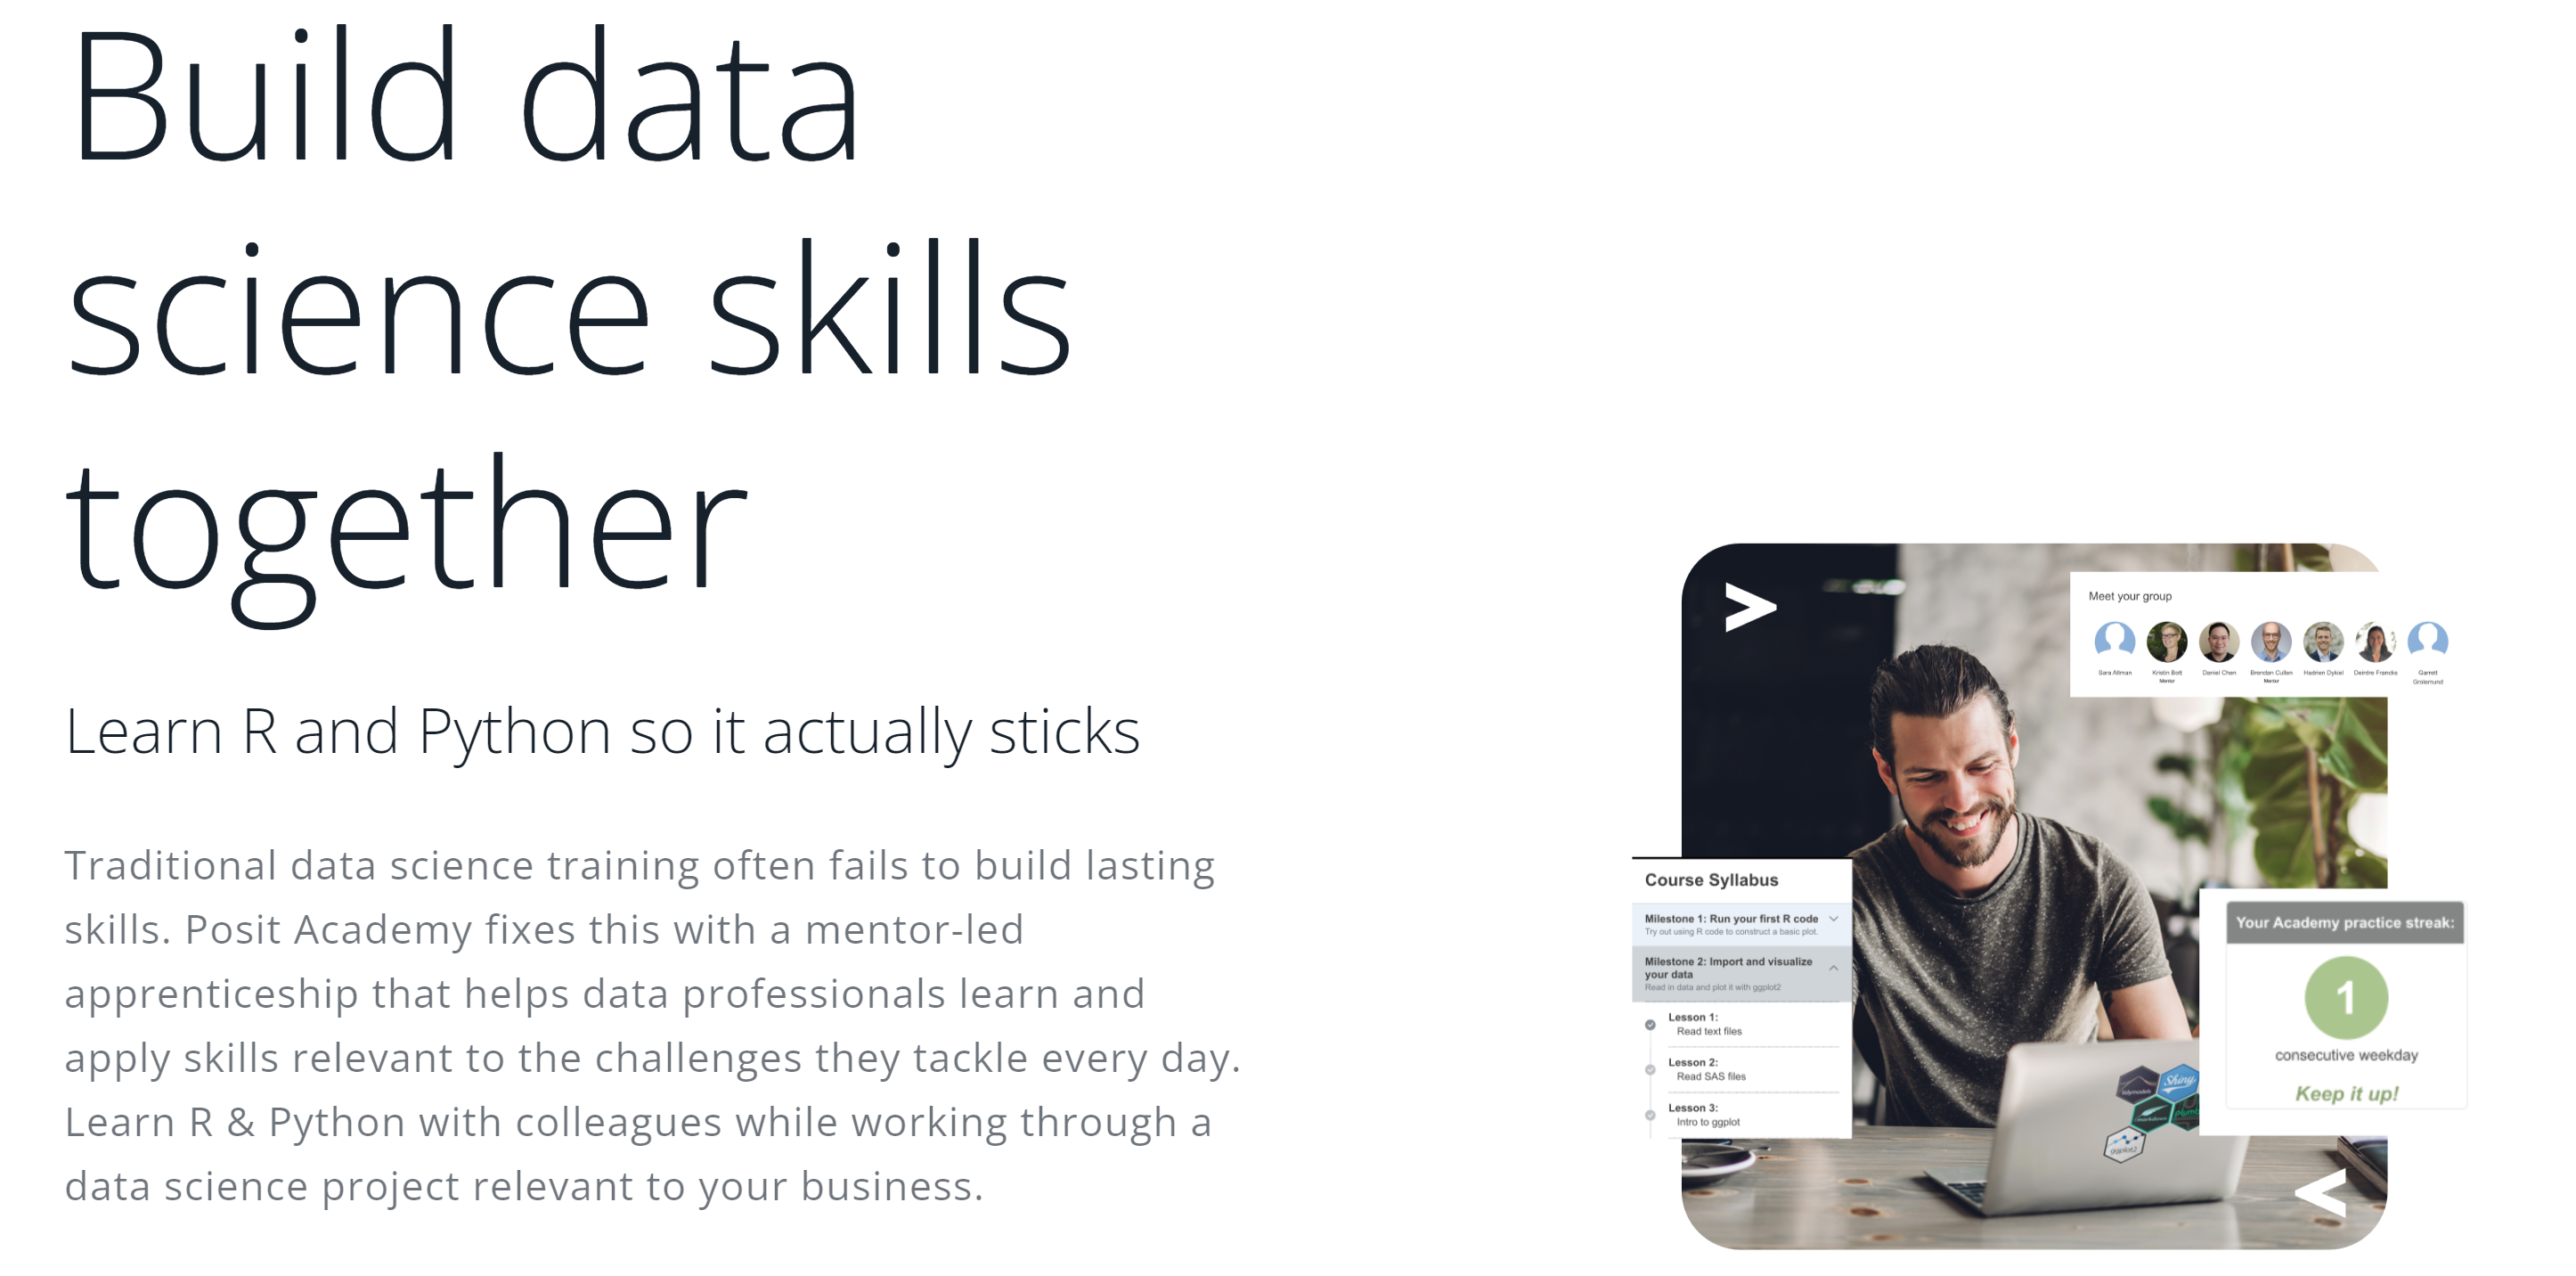 Build data
science skills
together
Learn R and Python so it actually sticks
Traditional data science training often fails to build lasting
skills. Posit Academy fixes this with a mentor-led
apprenticeship that helps data professionals learn and
apply skills relevant to the challenges they tackle every day.
Learn R & Python with colleagues while working through a
data science project relevant to your business.
>
Meet your group
Sara Altman
Kristin Bott
Mentor
Daniel Chen
Brendan Cullen
Mentor
Hadrien Dykiel
Deirdre Francks
Garrett
Grolemund
Course Syllabus
Milestone 1: Run your first R code
Try out using R code to construct a basic plot.
Milestone 2: Import and visualize
your data
Read in data and plot it with ggplot2
Lesson 1:
Read text files
Lesson 2:
Read SAS files
Lesson 3:
Intro to ggplot
Your Academy practice streak:
1
consecutive weekday
Keep it up!
tidymodels
Shiny
rmarkdown
plumb
ggplot2
<